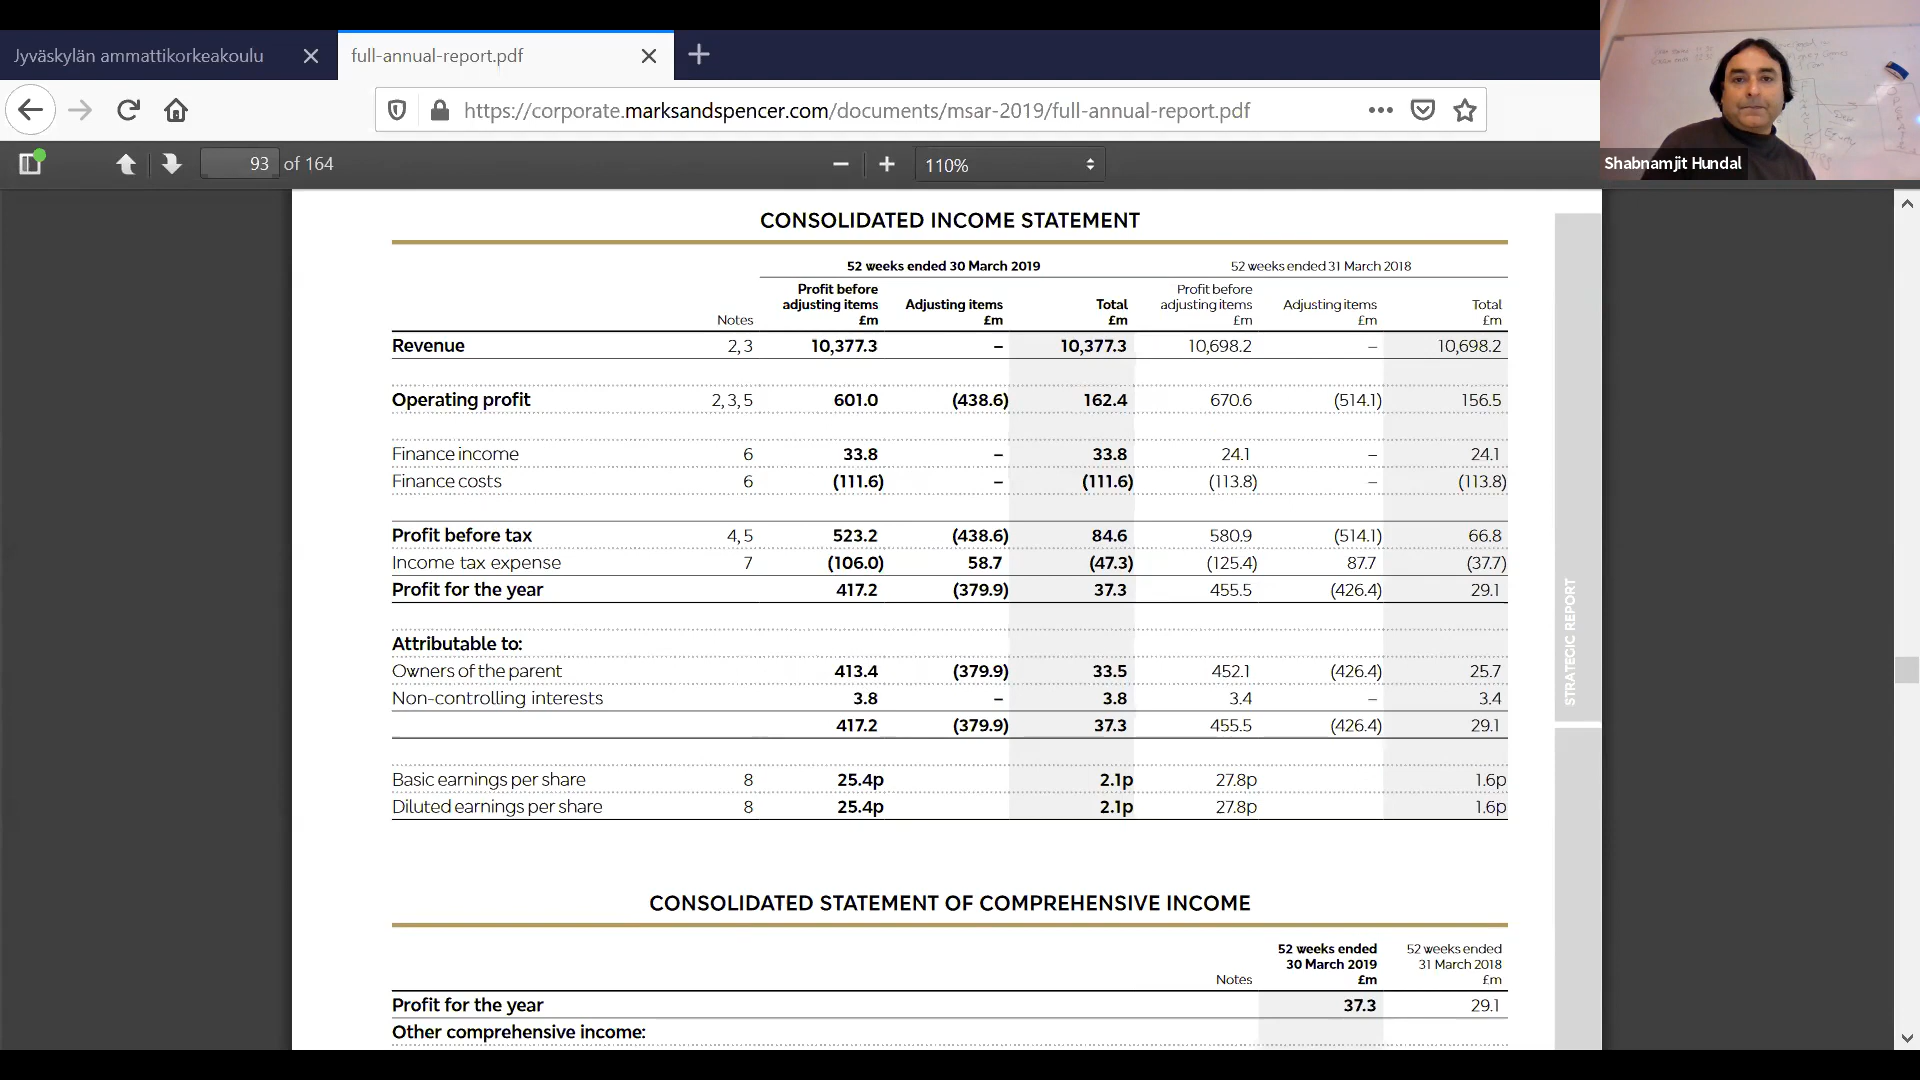 Jyväskylän ammattikorkeakoulu
full-annual-report.pdf
https://corporate.marksandspencer.com/documents/msar-2019/full-annual-report.pdf
93 of 164
110%
Shabnamjit Hundal
CONSOLIDATED INCOME STATEMENT
52 weeks ended 30 March 2019 52 weeks ended 31 March 2018
Profit before Profit before
adjusting items Adjusting items Total adjusting items Adjusting items Total
Notes £m £m £m £m £m £m
Revenue 2, 3 10,377.3 – 10,377.3 10,698.2 – 10,698.2
Operating profit 2, 3, 5 601.0 (438.6) 162.4 670.6 (514.1) 156.5
Finance income 6 33.8 – 33.8 24.1 – 24.1
Finance costs 6 (111.6) – (111.6) (113.8) – (113.8)
Profit before tax 4, 5 523.2 (438.6) 84.6 580.9 (514.1) 66.8
Income tax expense 7 (106.0) 58.7 (47.3) (125.4) 87.7 (37.7)
Profit for the year 417.2 (379.9) 37.3 455.5 (426.4) 29.1
Attributable to:
Owners of the parent 413.4 (379.9) 33.5 452.1 (426.4) 25.7
Non-controlling interests 3.8 – 3.8 3.4 – 3.4
417.2 (379.9) 37.3 455.5 (426.4) 29.1
Basic earnings per share 8 25.4p 2.1p 27.8p 1.6p
Diluted earnings per share 8 25.4p 2.1p 27.8p 1.6p
STRATEGIC REPORT
CONSOLIDATED STATEMENT OF COMPREHENSIVE INCOME
52 weeks ended 52 weeks ended
30 March 2019 31 March 2018
Notes £m £m
Profit for the year 37.3 29.1
Other comprehensive income: